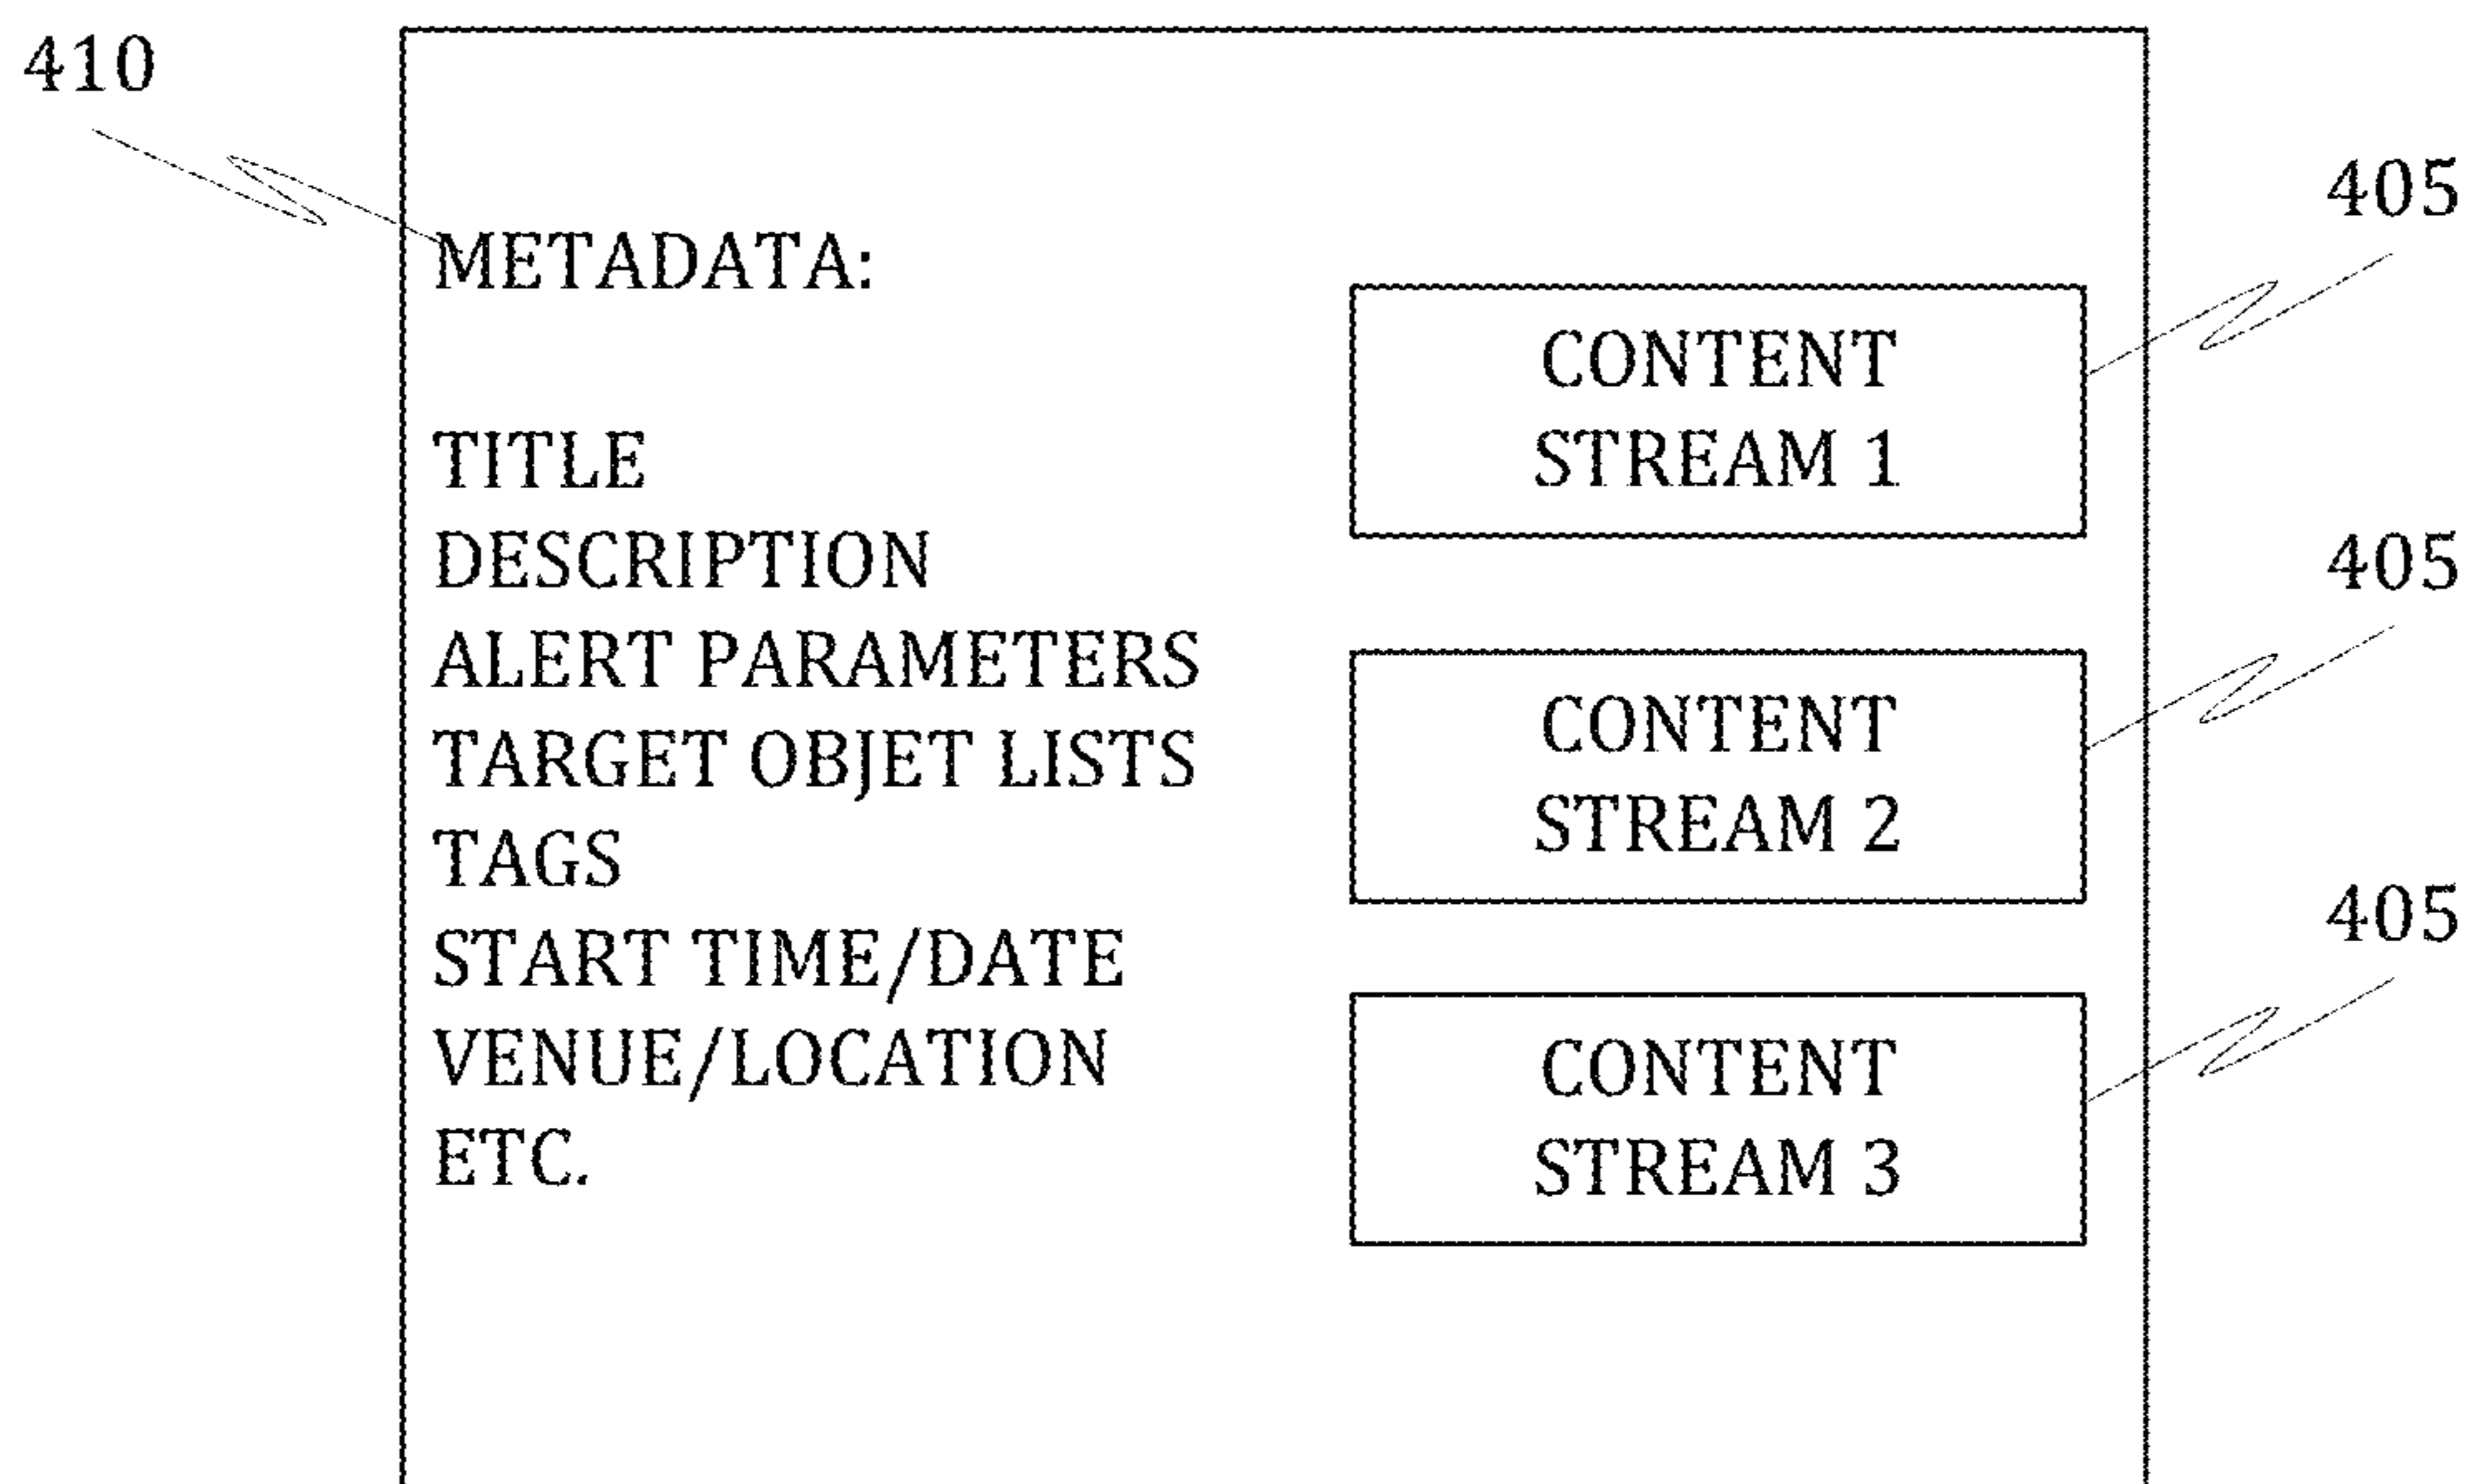 410
METADATA:
TITLE
DESCRIPTION
ALERT PARAMETERS
TARGET OBJET LISTS
TAGS
START TIME/DATE
VENUE/LOCATION
ETC.
405
CONTENT
STREAM 1
405
CONTENT
STREAM 2
405
CONTENT
STREAM 3